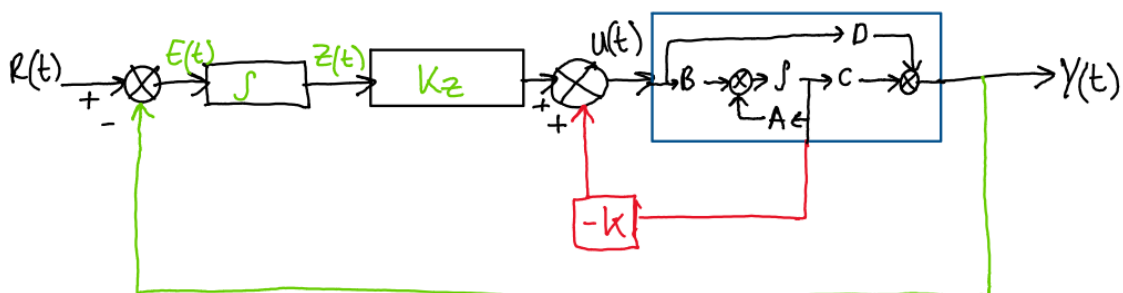 R(t) + - E(t) ∫ Z(t) Kz + + u(t) B ∫ C D A Y(t)
-k